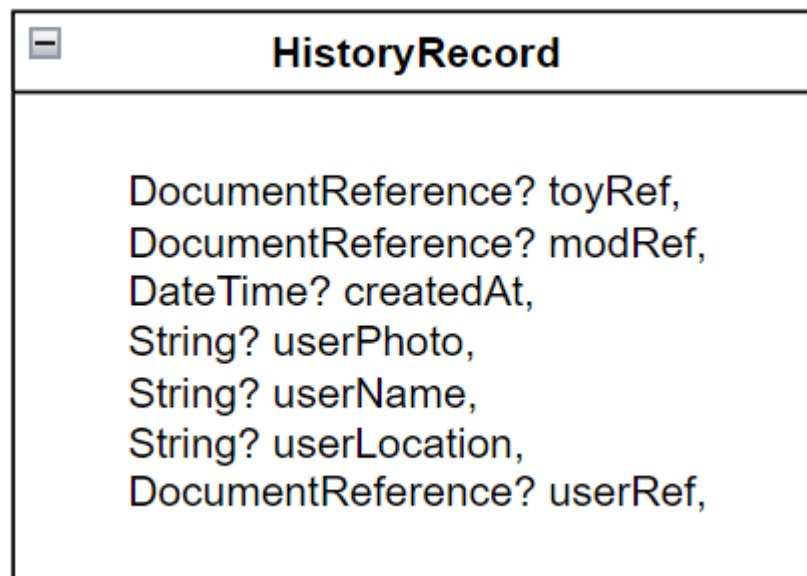 HistoryRecord
DocumentReference? toyRef,
DocumentReference? modRef,
DateTime? createdAt,
String? userPhoto,
String? userName,
String? userLocation,
DocumentReference? userRef,